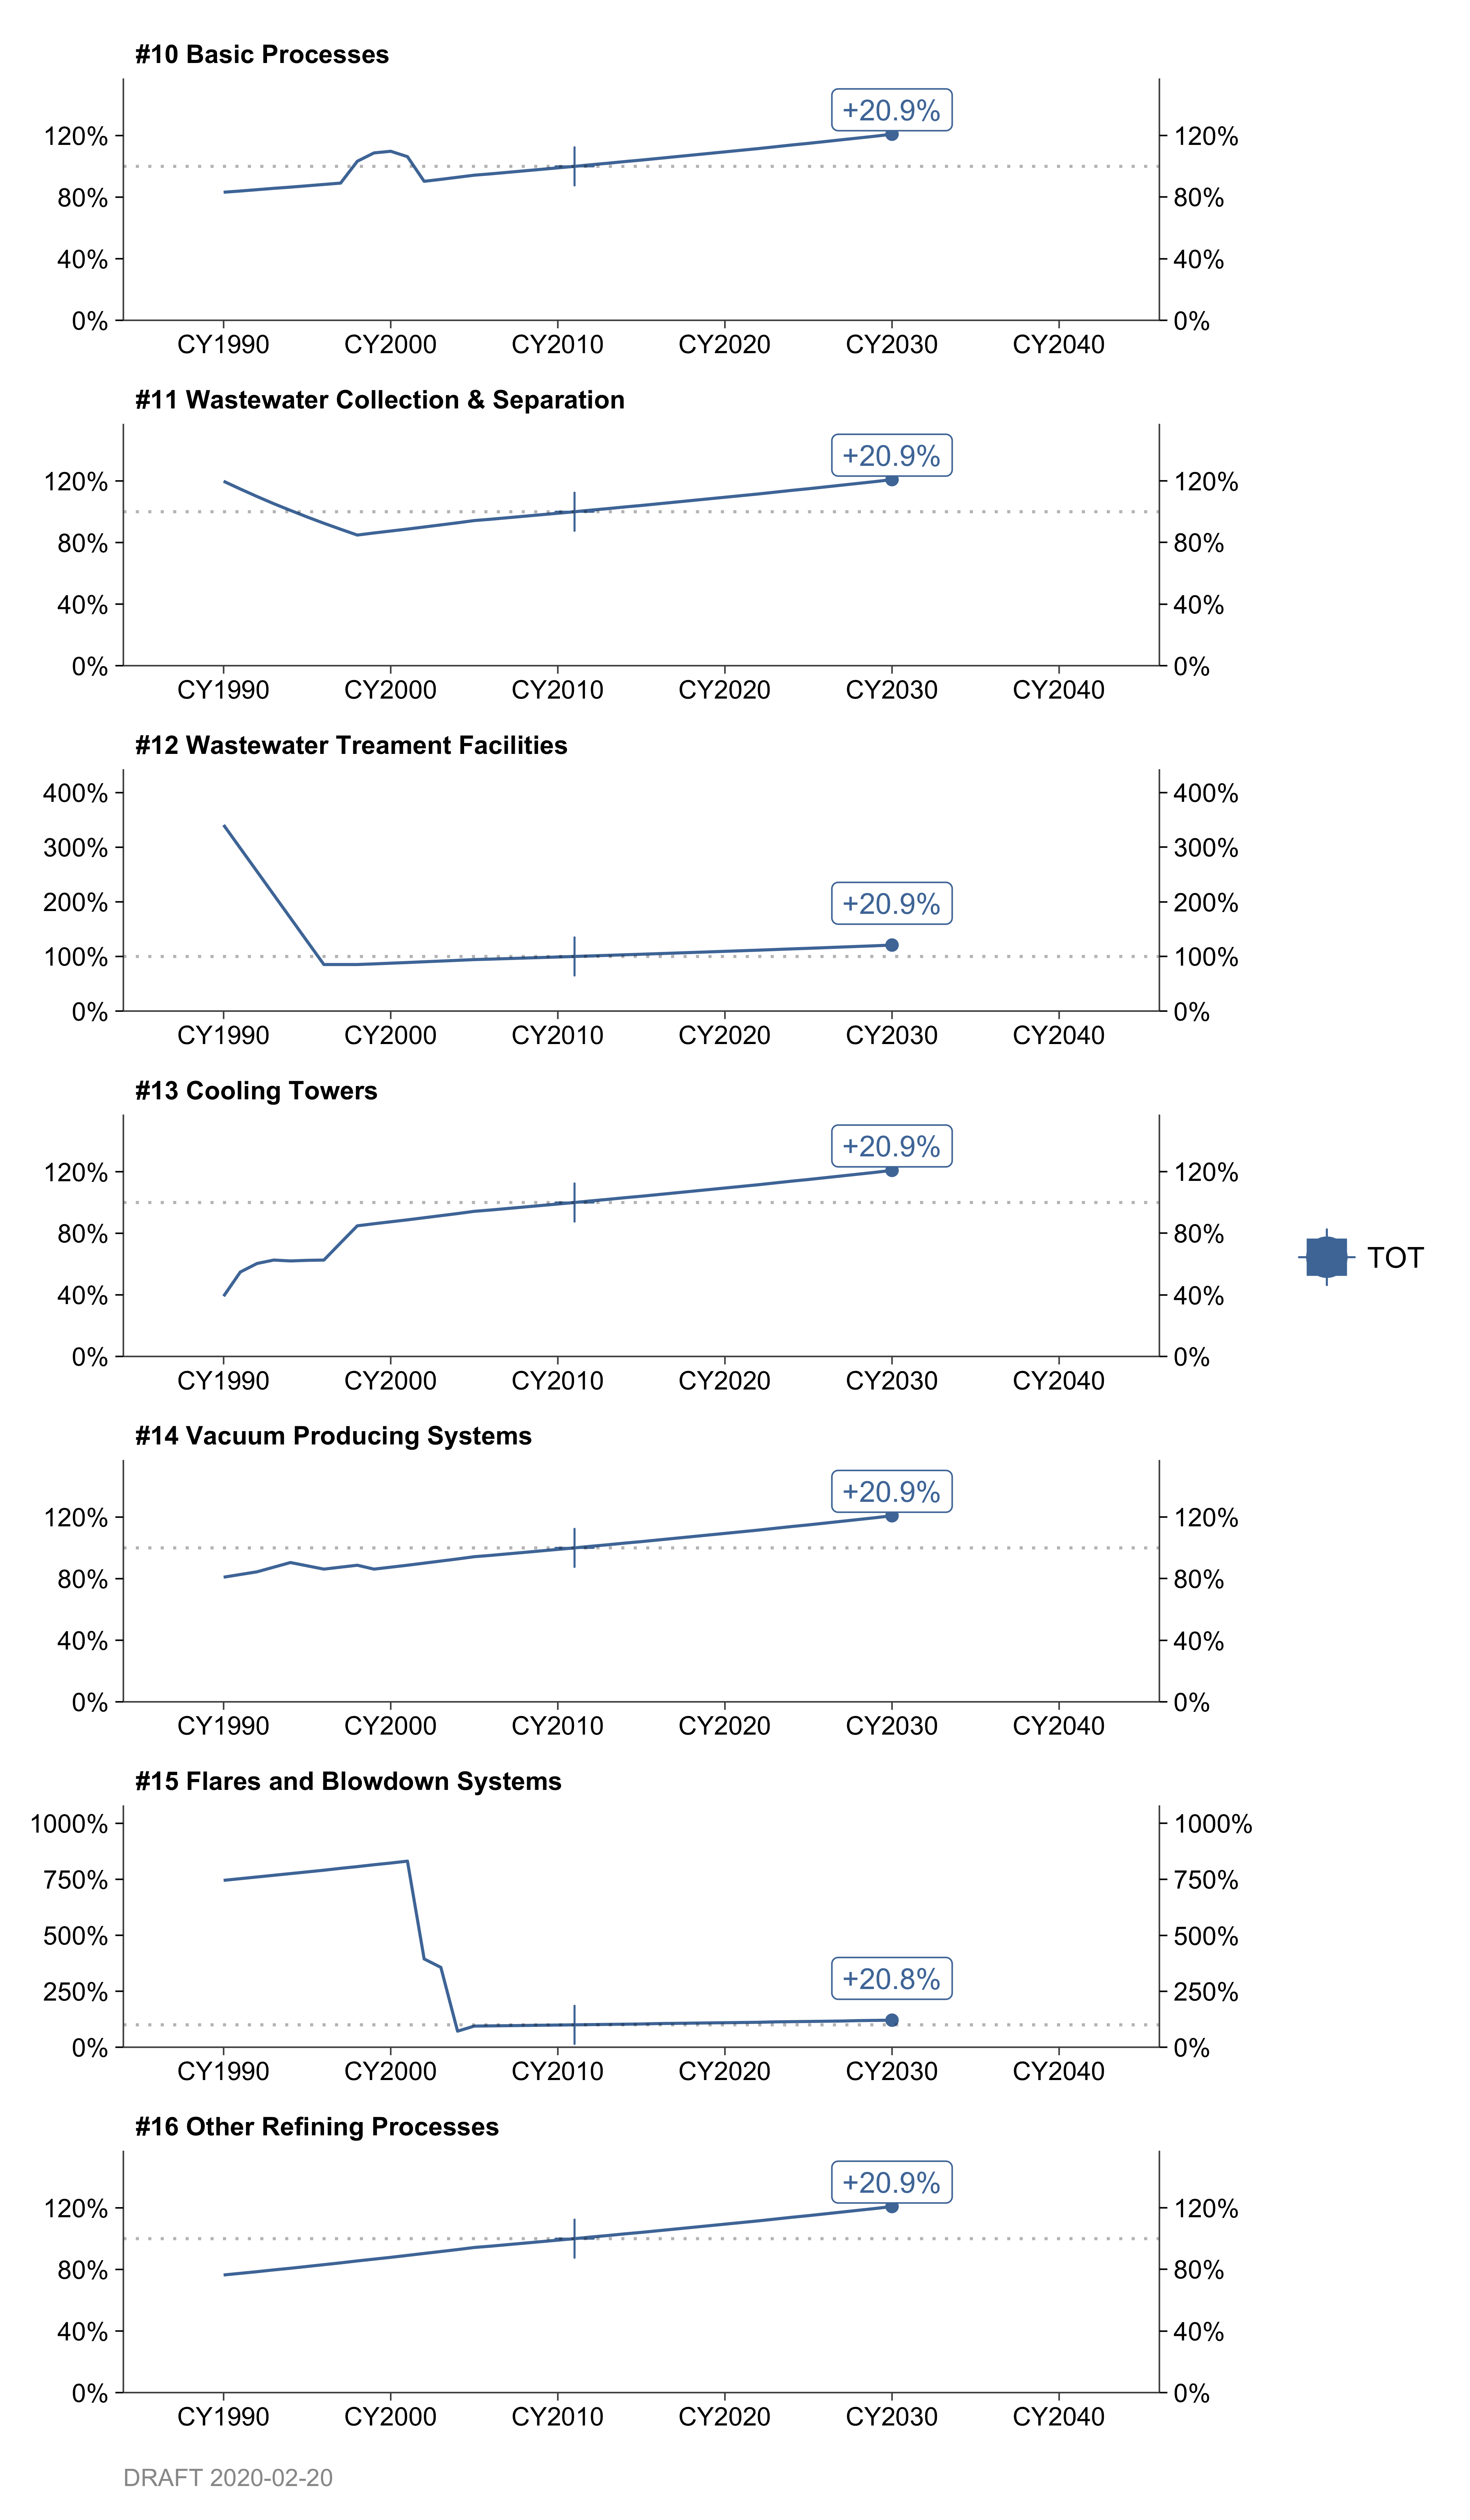 #10 Basic Processes
+20.9%
120% 120%
80% 80%
40% 40%
0% 0%
CY1990 CY2000 CY2010 CY2020 CY2030 CY2040
#11 Wastewater Collection & Separation
+20.9%
120% 120%
80% 80%
40% 40%
0% 0%
CY1990 CY2000 CY2010 CY2020 CY2030 CY2040
#12 Wastewater Treament Facilities
400% 400%
300% 300%
200% +20.9% 200%
100% 100%
0% 0%
CY1990 CY2000 CY2010 CY2020 CY2030 CY2040
#13 Cooling Towers
+20.9%
120% 120%
80% 80%
TOT
40% 40%
0% 0%
CY1990 CY2000 CY2010 CY2020 CY2030 CY2040
#14 Vacuum Producing Systems
+20.9%
120% 120%
80% 80%
40% 40%
0% 0%
CY1990 CY2000 CY2010 CY2020 CY2030 CY2040
#15 Flares and Blowdown Systems
1000% 1000%
750% 750%
500% 500%
+20.8%
250% 250%
0% 0%
CY1990 CY2000 CY2010 CY2020 CY2030 CY2040
#16 Other Refining Processes
+20.9%
120% 120%
80% 80%
40% 40%
0% 0%
CY1990 CY2000 CY2010 CY2020 CY2030 CY2040
DRAFT 2020-02-20